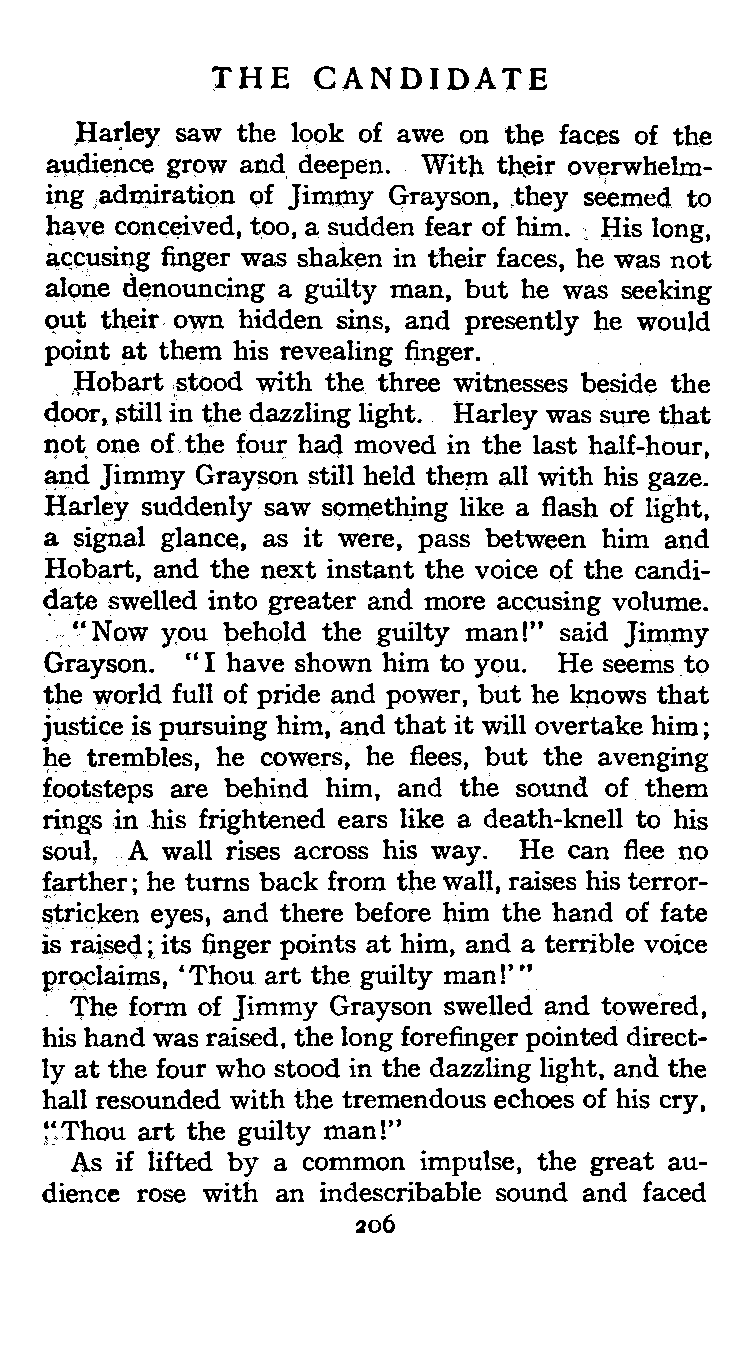 THE CANDIDATE
Harley saw the look of awe on the faces of the
audience grow and deepen. With their overwhelm-
ing admiration of Jimmy Grayson, they seemed to
have conceived, too, a sudden fear of him. His long,
accusing finger was shaken in their faces, he was not
alone denouncing a guilty man, but he was seeking
out their own hidden sins, and presently he would
point at them his revealing finger.
Hobart stood with the three witnesses beside the
door, still in the dazzling light. Harley was sure that
not one of the four had moved in the last half-hour,
and Jimmy Grayson still held them all with his gaze.
Harley suddenly saw something like a flash of light,
a signal glance, as it were, pass between him and
Hobart, and the next instant the voice of the candi-
date swelled into greater and more accusing volume.
"Now you behold the guilty man!" said Jimmy
Grayson. "I have shown him to you. He seems to
the world full of pride and power, but he knows that
justice is pursuing him, and that it will overtake him;
he trembles, he cowers, he flees, but the avenging
footsteps are behind him, and the sound of them
rings in his frightened ears like a death-knell to his
soul. A wall rises across his way. He can flee no
farther; he turns back from the wall, raises his terror-
stricken eyes, and there before him the hand of fate
is raised; its finger points at him, and a terrible voice
proclaims, 'Thou art the guilty man!'"
The form of Jimmy Grayson swelled and towered,
his hand was raised, the long forefinger pointed direct-
ly at the four who stood in the dazzling light, and the
hall resounded with the tremendous echoes of his cry,
"Thou art the guilty man!"
As if lifted by a common impulse, the great au-
dience rose with an indescribable sound and faced
206